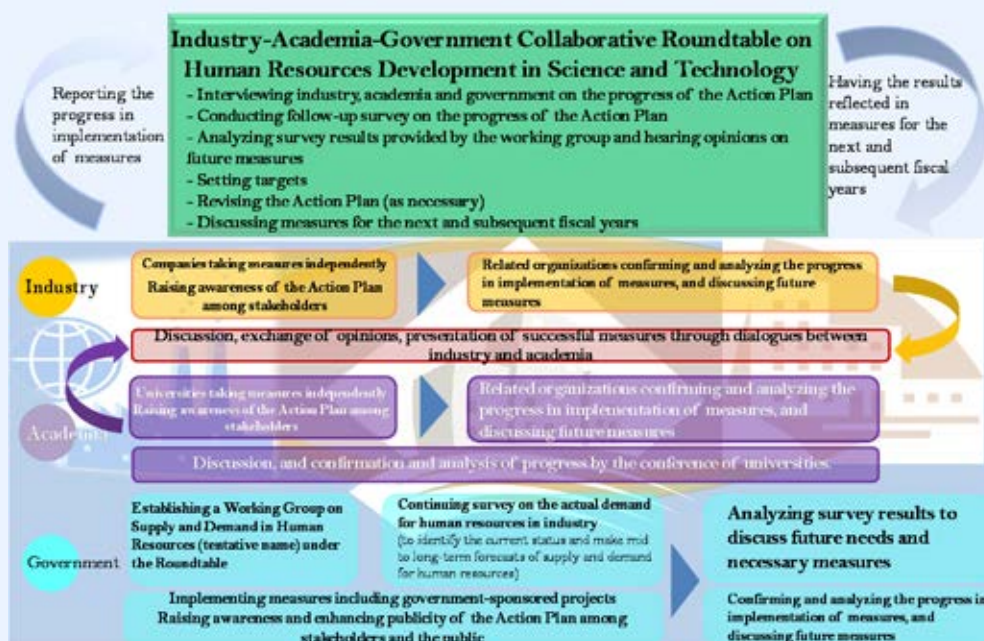 Industry-Academia-Government Collaborative Roundtable on
Human Resources Development in Science and Technology
- Interviewing industry, academia and government on the progress of the Action Plan
- Conducting follow-up survey on the progress of the Action Plan
- Analyzing survey results provided by the working group and hearing opinions on
future measures
- Setting targets
- Revising the Action Plan (as necessary)
- Discussing measures for the next and subsequent fiscal years
Reporting the
progress in
implementation
of measures
Having the results
reflected in
measures for the
next and
subsequent fiscal
years
Industry
Companies taking measures independently
Raising awareness of the Action Plan
among stakeholders
Related organizations confirming and analyzing the progress
in implementation of measures, and discussing future
measures
Discussion, exchange of opinions, presentation of successful measures through dialogues between
industry and academia
Academia
Universities taking measures independently
Raising awareness of the Action Plan among
stakeholders
Related organizations confirming and analyzing the
progress in implementation of measures, and
discussing future measures
Discussion, and confirmation and analysis of progress by the conference of universities.
Government
Establishing a Working Group on
Supply and Demand in Human
Resources (tentative name) under
the Roundtable
Continuing survey on the actual demand
for human resources in industry
(to identify the current status and make mid
to long-term forecasts of supply and demand
for human resources)
Analyzing survey results to
discuss future needs and
necessary measures
Implementing measures including government-sponsored projects
Raising awareness and enhancing publicity of the Action Plan among
stakeholders and the public
Confirming and analyzing the progress in
implementation of measures, and
discussing future measures